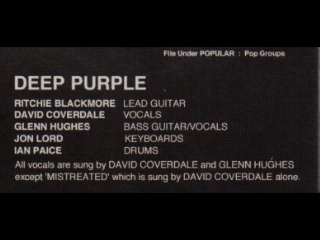 File Under POPULAR : Pop Groups
DEEP PURPLE
RITCHIE BLACKMORE LEAD GUITAR
DAVID COVERDALE VOCALS
GLENN HUGHES BASS GUITAR/VOCALS
JON LORD KEYBOARDS
IAN PAICE DRUMS
All vocals are sung by DAVID COVERDALE and GLENN HUGHES
except 'MISTREATED' which is sung by DAVID COVERDALE alone.